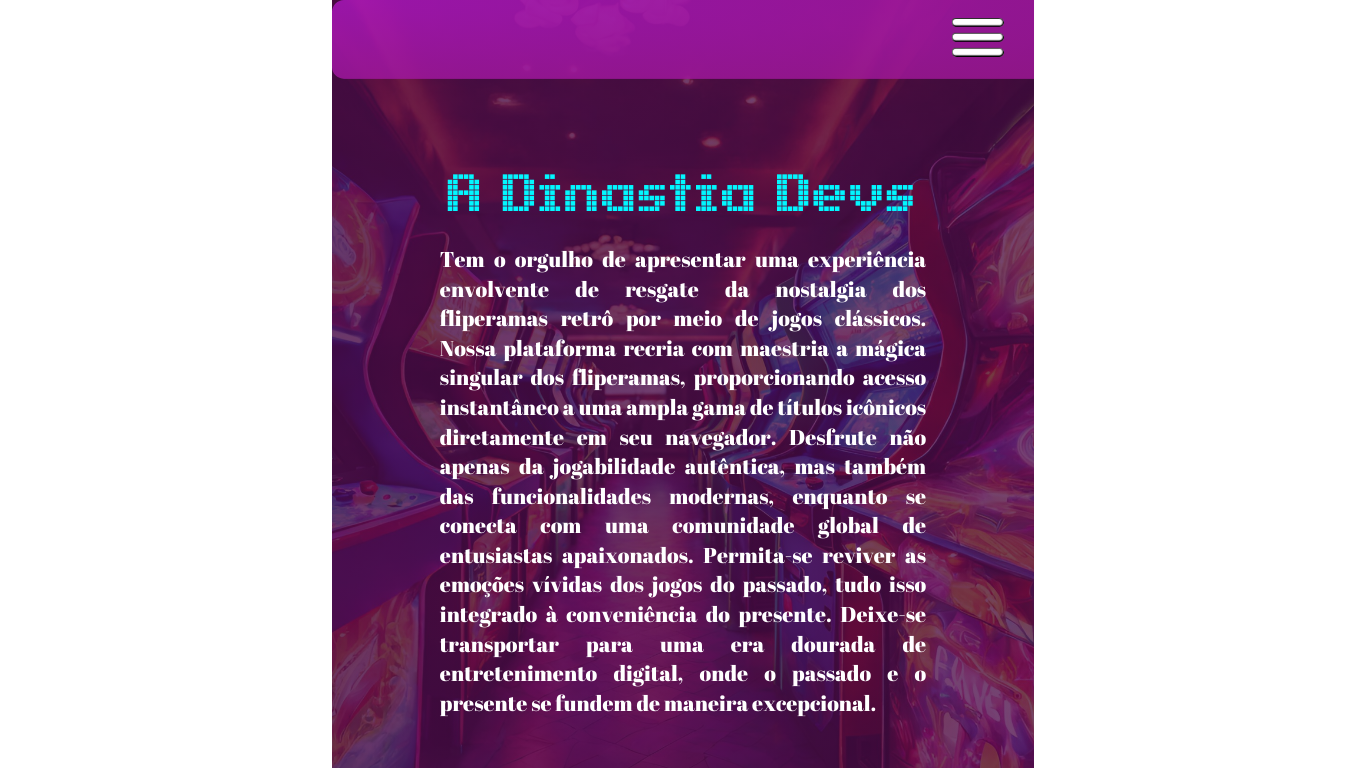 A Dinastia Devs
Tem o orgulho de apresentar uma experiência
envolvente de resgate da nostalgia dos
fliperamas retrô por meio de jogos clássicos.
Nossa plataforma recria com maestria a mágica
singular dos fliperamas, proporcionando acesso
instantâneo a uma ampla gama de títulos icônicos
diretamente em seu navegador. Desfrute não
apenas da jogabilidade autêntica, mas também
das funcionalidades modernas, enquanto se
conecta com uma comunidade global de
entusiastas apaixonados. Permita-se reviver as
emoções vívidas dos jogos do passado, tudo isso
integrado à conveniência do presente. Deixe-se
transportar para uma era dourada de
entretenimento digital, onde o passado e o
presente se fundem de maneira excepcional.